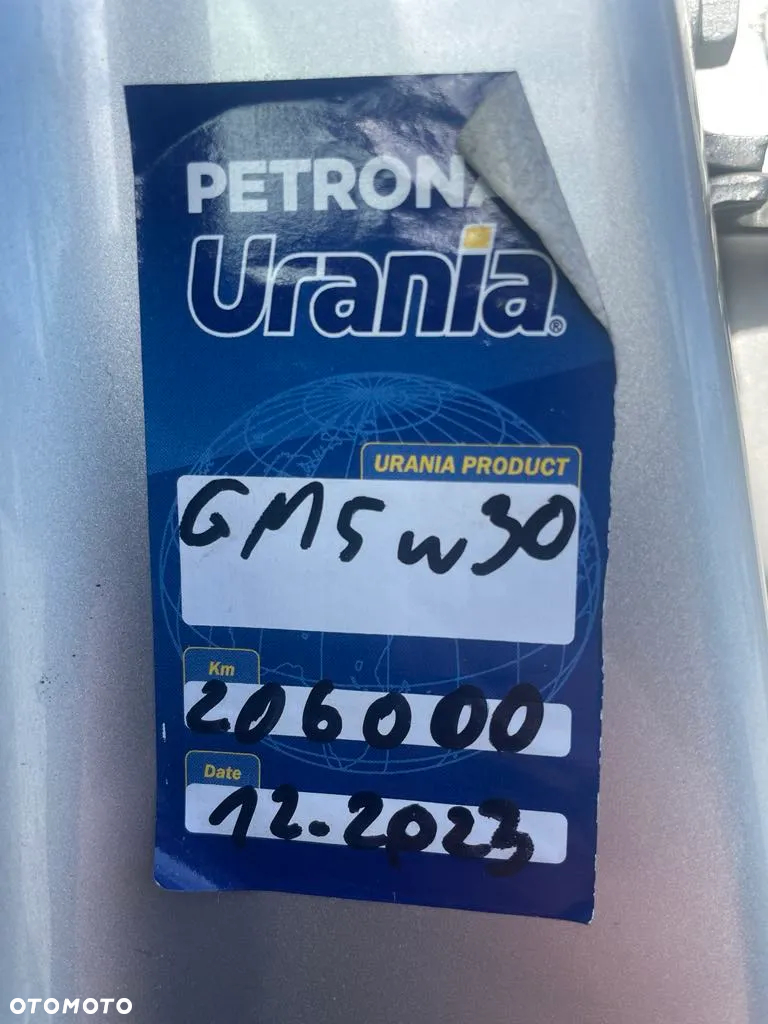 PETRONA
Urania®
URANIA PRODUCT
GM5w30
Km
206000
Date
12.2023
OTOMOTO